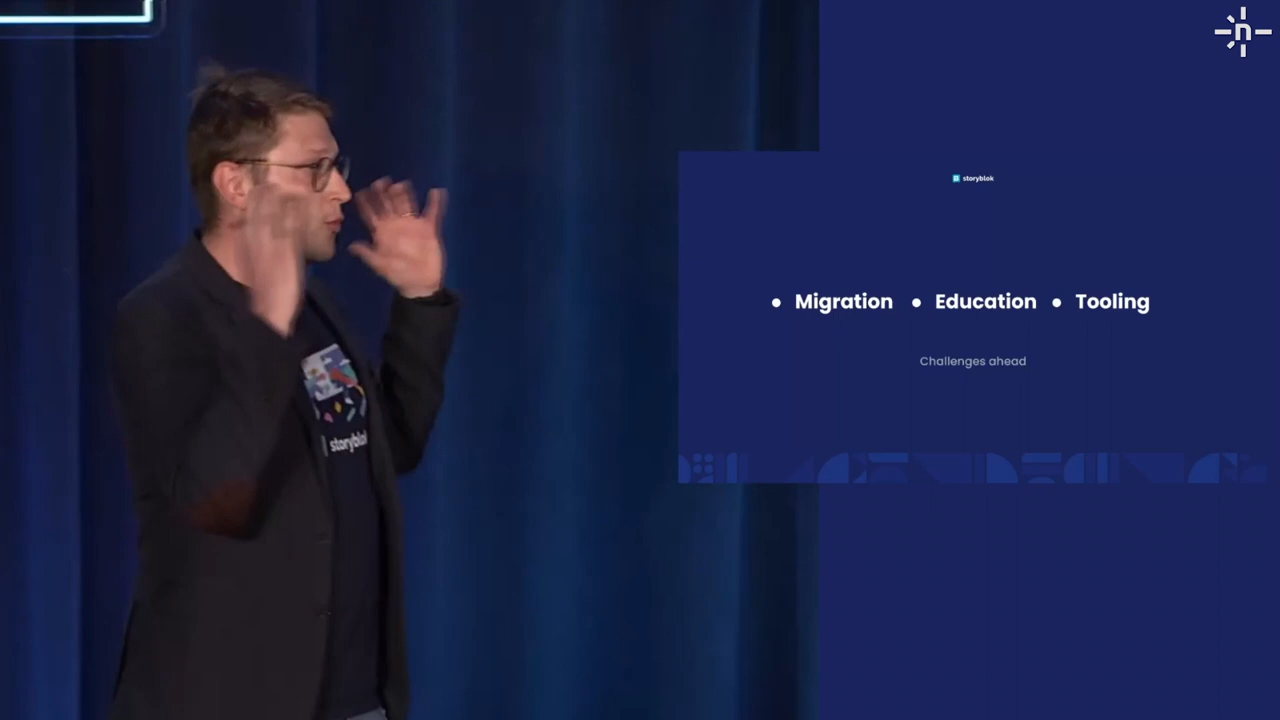 storyblok
• Migration • Education • Tooling
Challenges ahead
storyblok